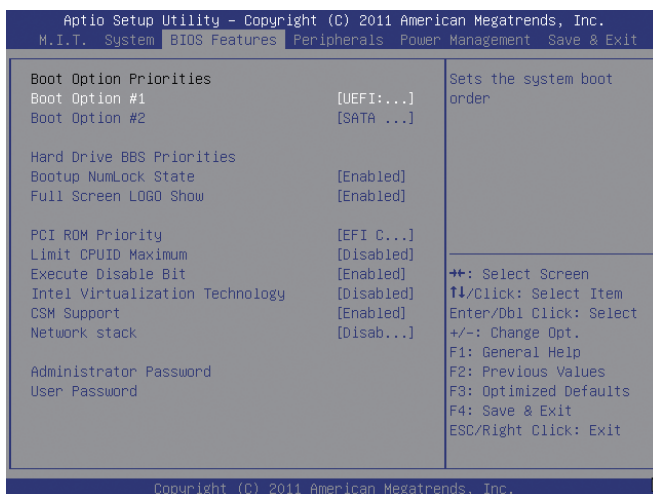 Aptio Setup Utility – Copyright (C) 2011 American Megatrends, Inc.
M.I.T. System BIOS Features Peripherals Power Management Save & Exit
Boot Option Priorities
Boot Option #1 [UEFI:...]
Boot Option #2 [SATA ...]
Hard Drive BBS Priorities
Bootup NumLock State [Enabled]
Full Screen LOGO Show [Enabled]
PCI ROM Priority [EFI C...]
Limit CPUID Maximum [Disabled]
Execute Disable Bit [Enabled]
Intel Virtualization Technology [Disabled]
CSM Support [Enabled]
Network stack [Disab...]
Administrator Password
User Password
Sets the system boot
order
→←: Select Screen
↑↓/Click: Select Item
Enter/Dbl Click: Select
+/-: Change Opt.
F1: General Help
F2: Previous Values
F3: Optimized Defaults
F4: Save & Exit
ESC/Right Click: Exit
Copyright (C) 2011 American Megatrends, Inc.